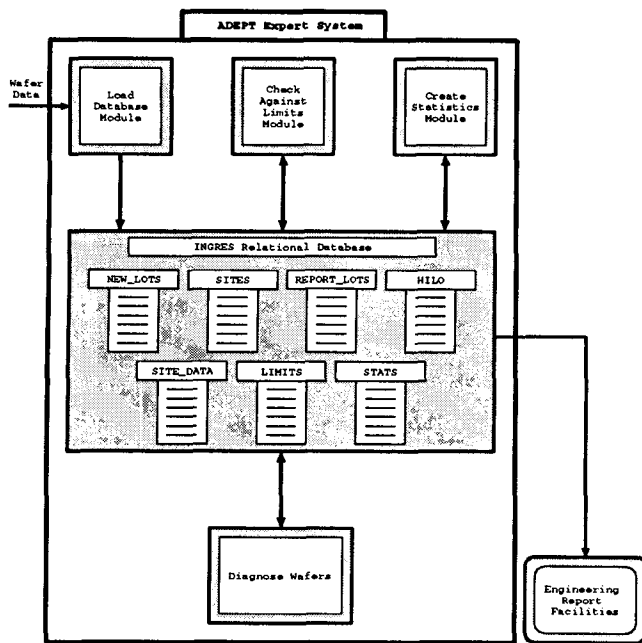 ADEPT Expert System
Wafer
Data
Load
Database
Module
Check
Against
Limits
Module
Create
Statistics
Module
INGRES Relational Database
NEW_LOTS
SITES
REPORT_LOTS
HILO
SITE_DATA
LIMITS
STATS
Diagnose Wafers
Engineering
Report
Facilities